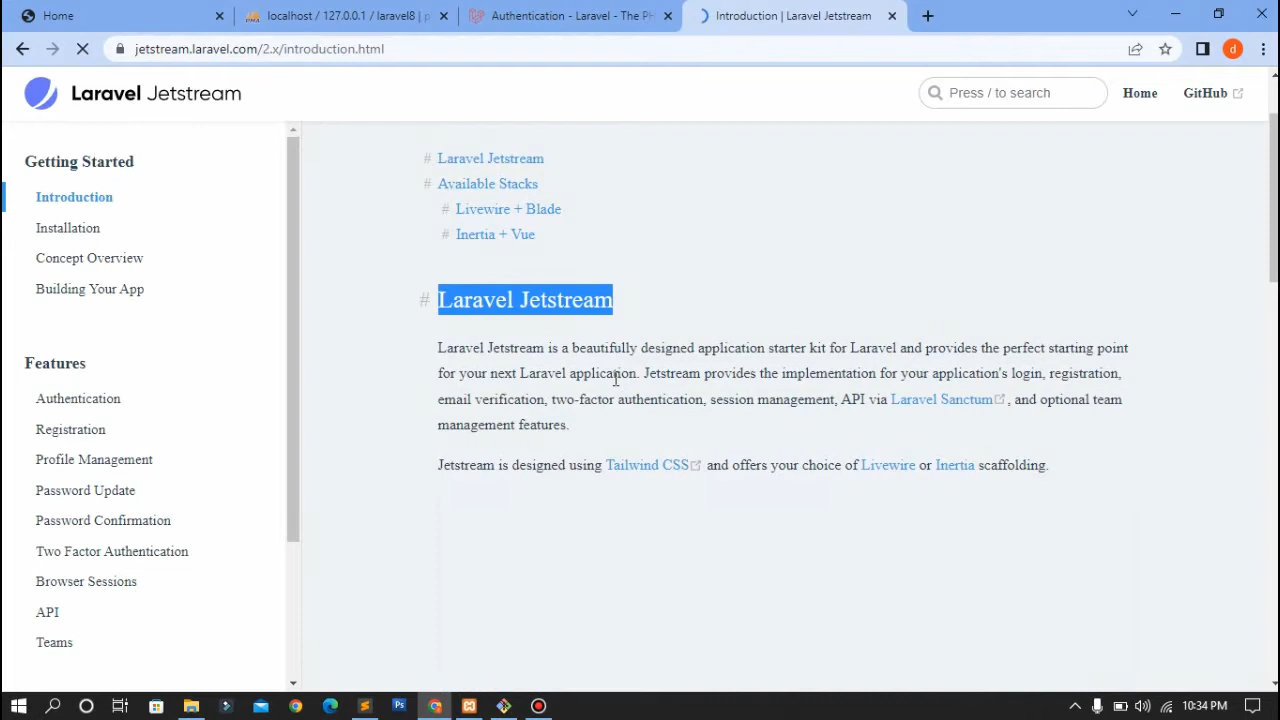 Home
localhost / 127.0.0.1 / laravel8 | p
Authentication - Laravel - The PH
Introduction | Laravel Jetstream
jetstream.laravel.com/2.x/introduction.html
d
Laravel Jetstream
Press / to search
Home
GitHub
Getting Started
Introduction
Installation
Concept Overview
Building Your App
Features
Authentication
Registration
Profile Management
Password Update
Password Confirmation
Two Factor Authentication
Browser Sessions
API
Teams
# Laravel Jetstream
# Available Stacks
# Livewire + Blade
# Inertia + Vue
# Laravel Jetstream
Laravel Jetstream is a beautifully designed application starter kit for Laravel and provides the perfect starting point
for your next Laravel application. Jetstream provides the implementation for your application's login, registration,
email verification, two-factor authentication, session management, API via Laravel Sanctum, and optional team
management features.
Jetstream is designed using Tailwind CSS and offers your choice of Livewire or Inertia scaffolding.
Ps
10:34 PM